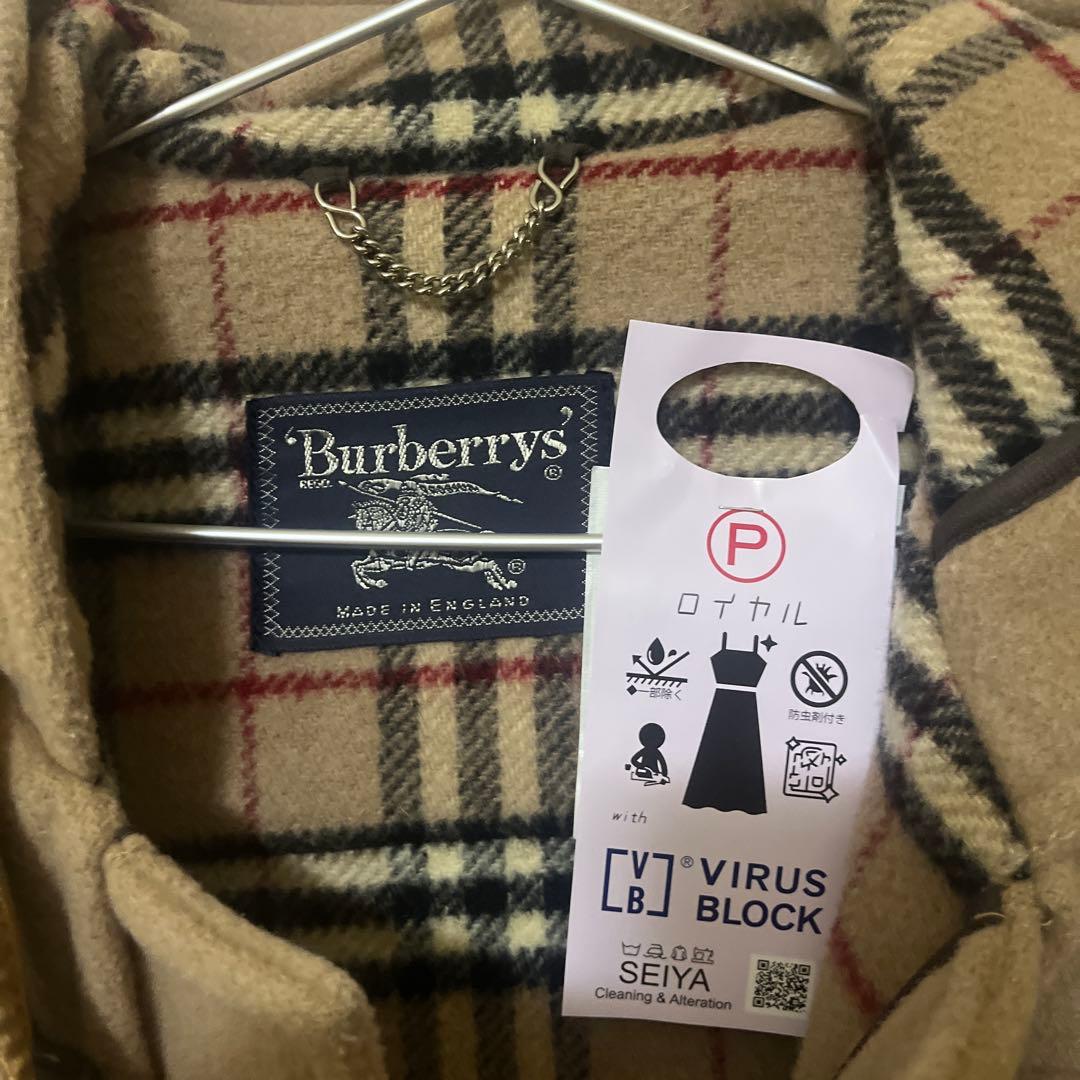 'Burberrys'®
REGD.
®
MADE IN ENGLAND
P
ロイヤル
◆一部除く
防虫剤付き
with
VB® VIRUS
BLOCK
SEIYA
Cleaning & Alteration